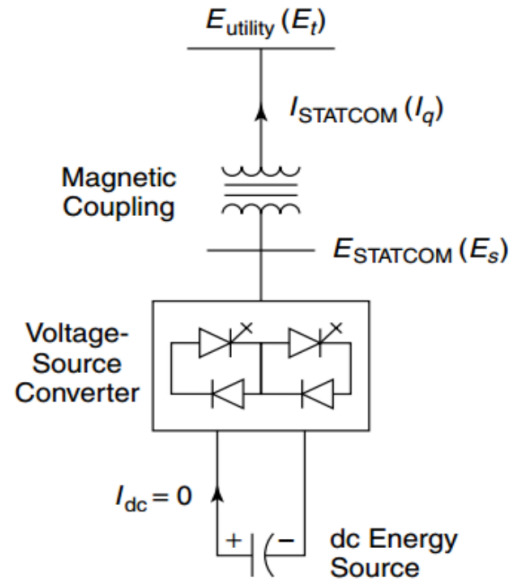 E_utility (E_t)
I_STATCOM (I_q)
Magnetic
Coupling
E_STATCOM (E_s)
Voltage-
Source
Converter
I_dc = 0
+ −
dc Energy
Source